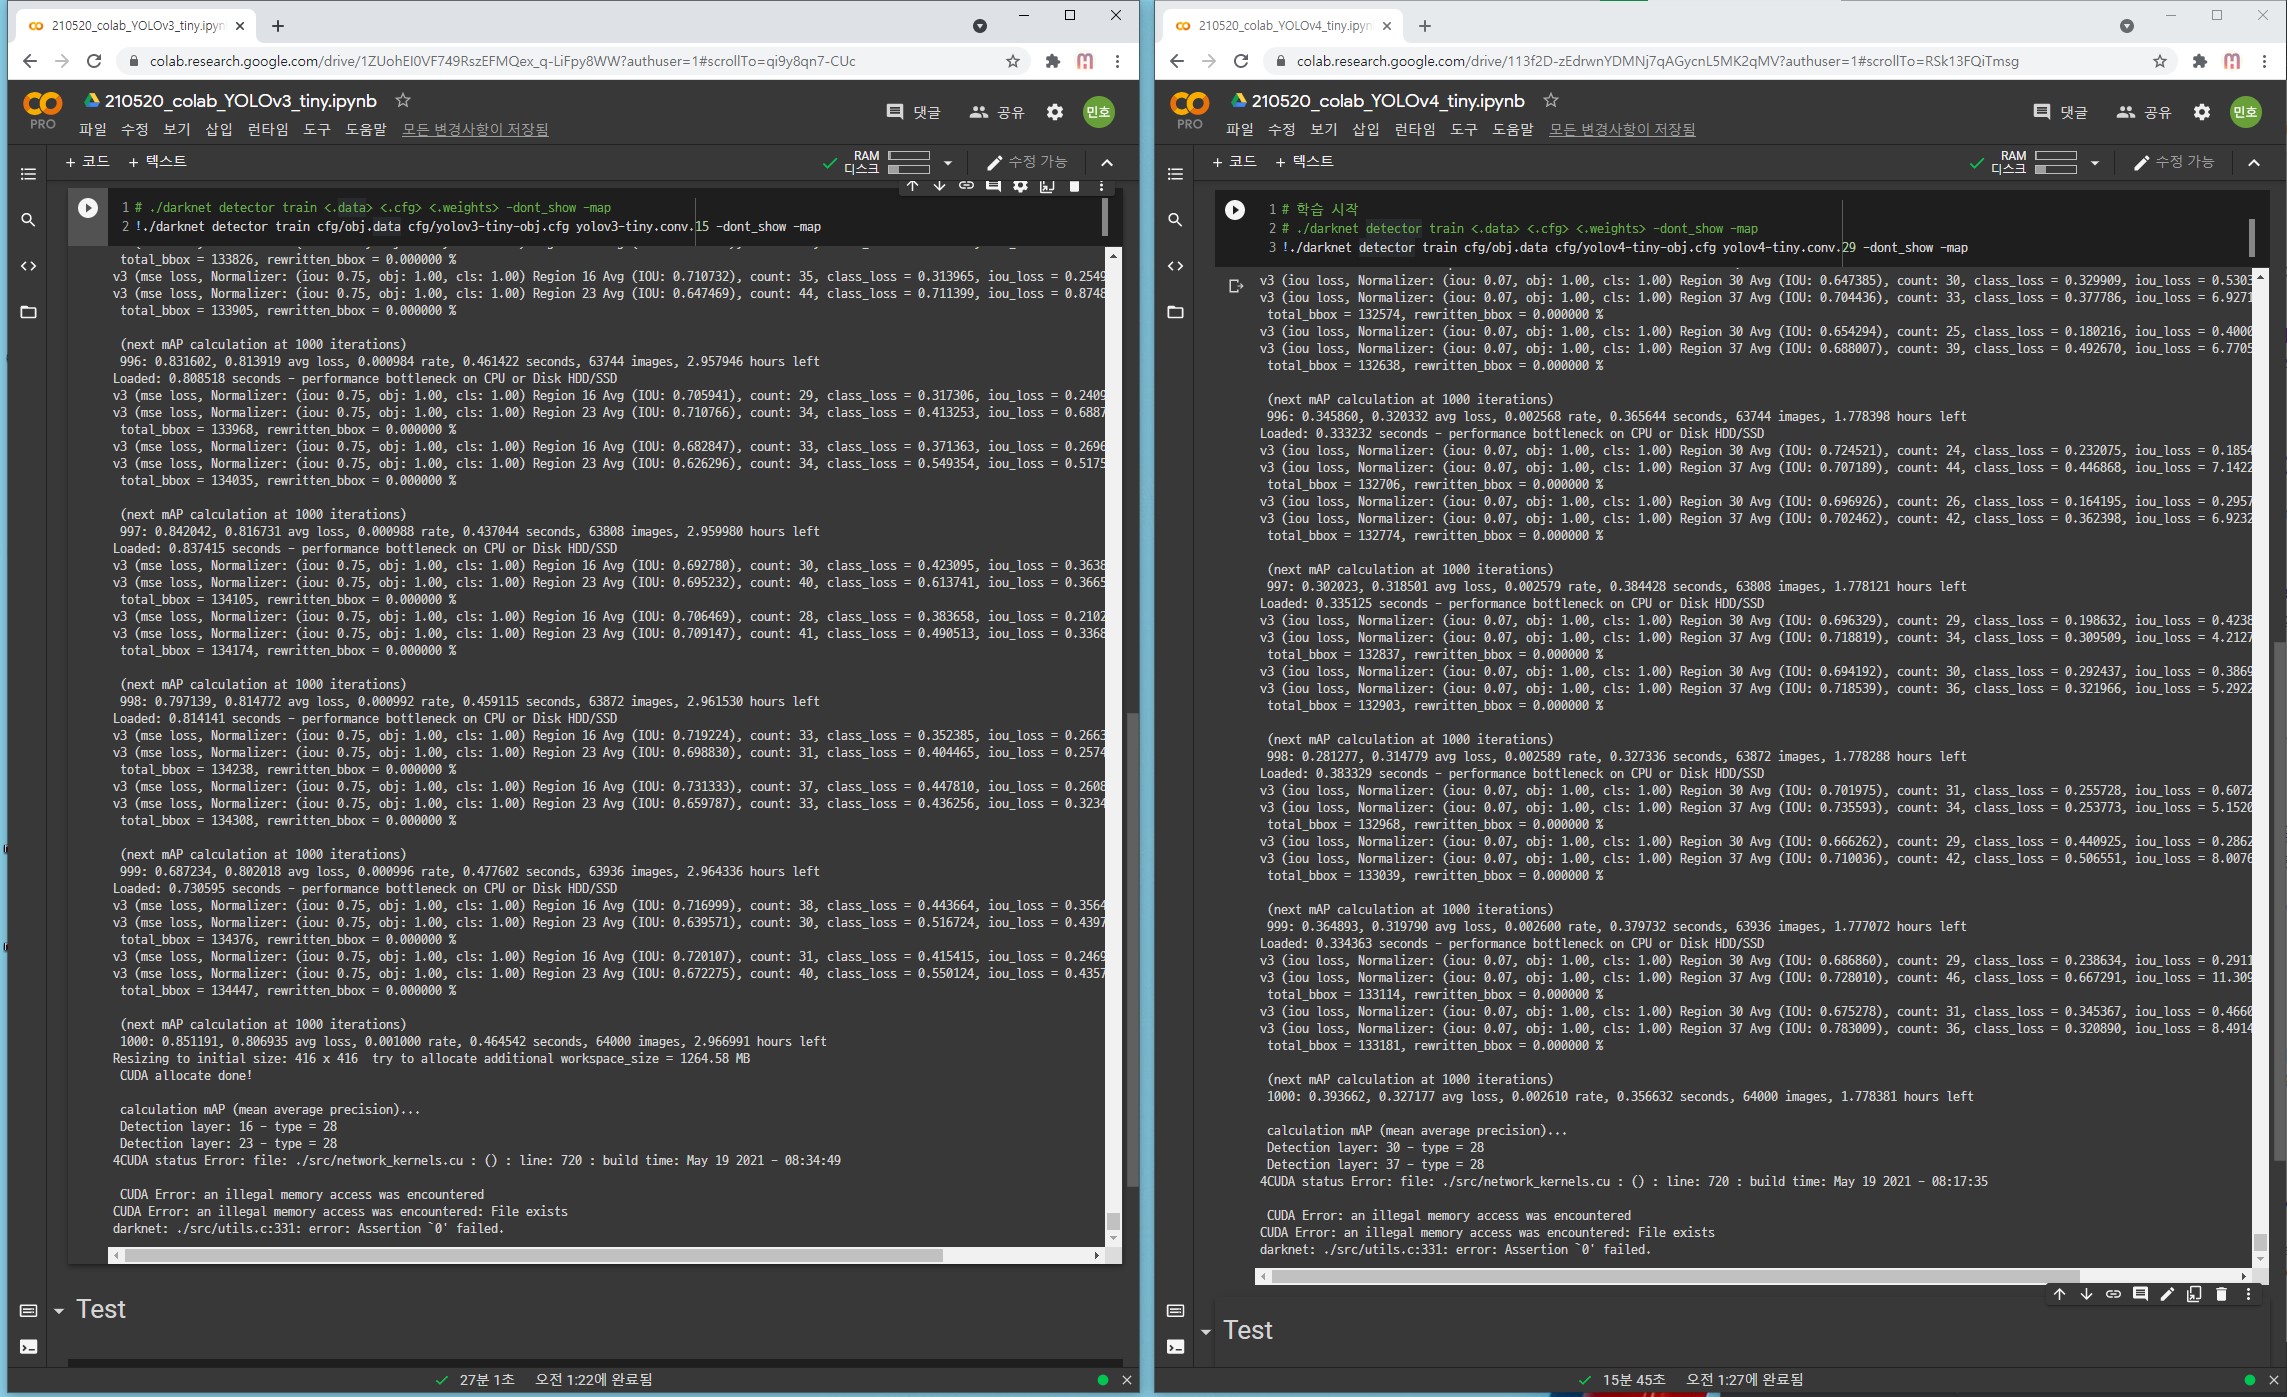 210520_colab_YOLOv3_tiny.ipyn
colab.research.google.com/drive/1ZUohEI0VF749RszEFMQex_q-LiFpy8WW?authuser=1#scrollTo=qi9y8qn7-CUc
PRO
210520_colab_YOLOv3_tiny.ipynb
댓글
공유
민호
파일 수정 보기 삽입 런타임 도구 도움말 모든 변경사항이 저장됨
+ 코드 + 텍스트
RAM
디스크
수정 가능
1 # ./darknet detector train <.data> <.cfg> <.weights> -dont_show -map
2 !./darknet detector train cfg/obj.data cfg/yolov3-tiny-obj.cfg yolov3-tiny.conv.15 -dont_show -map
total_bbox = 133826, rewritten_bbox = 0.000000 %
v3 (mse loss, Normalizer: (iou: 0.75, obj: 1.00, cls: 1.00) Region 16 Avg (IOU: 0.710732), count: 35, class_loss = 0.313965, iou_loss = 0.2549
v3 (mse loss, Normalizer: (iou: 0.75, obj: 1.00, cls: 1.00) Region 23 Avg (IOU: 0.647469), count: 44, class_loss = 0.711399, iou_loss = 0.8748
total_bbox = 133905, rewritten_bbox = 0.000000 %
(next mAP calculation at 1000 iterations)
996: 0.831602, 0.813919 avg loss, 0.000984 rate, 0.461422 seconds, 63744 images, 2.957946 hours left
Loaded: 0.808518 seconds - performance bottleneck on CPU or Disk HDD/SSD
v3 (mse loss, Normalizer: (iou: 0.75, obj: 1.00, cls: 1.00) Region 16 Avg (IOU: 0.705941), count: 29, class_loss = 0.317306, iou_loss = 0.2409
v3 (mse loss, Normalizer: (iou: 0.75, obj: 1.00, cls: 1.00) Region 23 Avg (IOU: 0.710766), count: 34, class_loss = 0.413253, iou_loss = 0.6887
total_bbox = 133968, rewritten_bbox = 0.000000 %
v3 (mse loss, Normalizer: (iou: 0.75, obj: 1.00, cls: 1.00) Region 16 Avg (IOU: 0.682847), count: 33, class_loss = 0.371363, iou_loss = 0.2696
v3 (mse loss, Normalizer: (iou: 0.75, obj: 1.00, cls: 1.00) Region 23 Avg (IOU: 0.626296), count: 34, class_loss = 0.549354, iou_loss = 0.5175
total_bbox = 134035, rewritten_bbox = 0.000000 %
(next mAP calculation at 1000 iterations)
997: 0.842042, 0.816731 avg loss, 0.000988 rate, 0.437044 seconds, 63808 images, 2.959980 hours left
Loaded: 0.837415 seconds - performance bottleneck on CPU or Disk HDD/SSD
v3 (mse loss, Normalizer: (iou: 0.75, obj: 1.00, cls: 1.00) Region 16 Avg (IOU: 0.692780), count: 30, class_loss = 0.423095, iou_loss = 0.3638
v3 (mse loss, Normalizer: (iou: 0.75, obj: 1.00, cls: 1.00) Region 23 Avg (IOU: 0.695232), count: 40, class_loss = 0.613741, iou_loss = 0.3665
total_bbox = 134105, rewritten_bbox = 0.000000 %
v3 (mse loss, Normalizer: (iou: 0.75, obj: 1.00, cls: 1.00) Region 16 Avg (IOU: 0.706469), count: 28, class_loss = 0.383658, iou_loss = 0.2102
v3 (mse loss, Normalizer: (iou: 0.75, obj: 1.00, cls: 1.00) Region 23 Avg (IOU: 0.709147), count: 41, class_loss = 0.490513, iou_loss = 0.3368
total_bbox = 134174, rewritten_bbox = 0.000000 %
(next mAP calculation at 1000 iterations)
998: 0.797139, 0.814772 avg loss, 0.000992 rate, 0.459115 seconds, 63872 images, 2.961530 hours left
Loaded: 0.814141 seconds - performance bottleneck on CPU or Disk HDD/SSD
v3 (mse loss, Normalizer: (iou: 0.75, obj: 1.00, cls: 1.00) Region 16 Avg (IOU: 0.719224), count: 33, class_loss = 0.352385, iou_loss = 0.2663
v3 (mse loss, Normalizer: (iou: 0.75, obj: 1.00, cls: 1.00) Region 23 Avg (IOU: 0.698830), count: 31, class_loss = 0.404465, iou_loss = 0.2574
total_bbox = 134238, rewritten_bbox = 0.000000 %
v3 (mse loss, Normalizer: (iou: 0.75, obj: 1.00, cls: 1.00) Region 16 Avg (IOU: 0.731333), count: 37, class_loss = 0.447810, iou_loss = 0.2608
v3 (mse loss, Normalizer: (iou: 0.75, obj: 1.00, cls: 1.00) Region 23 Avg (IOU: 0.659787), count: 33, class_loss = 0.436256, iou_loss = 0.3234
total_bbox = 134308, rewritten_bbox = 0.000000 %
(next mAP calculation at 1000 iterations)
999: 0.687234, 0.802018 avg loss, 0.000996 rate, 0.477602 seconds, 63936 images, 2.964336 hours left
Loaded: 0.730595 seconds - performance bottleneck on CPU or Disk HDD/SSD
v3 (mse loss, Normalizer: (iou: 0.75, obj: 1.00, cls: 1.00) Region 16 Avg (IOU: 0.716999), count: 38, class_loss = 0.443664, iou_loss = 0.3564
v3 (mse loss, Normalizer: (iou: 0.75, obj: 1.00, cls: 1.00) Region 23 Avg (IOU: 0.639571), count: 30, class_loss = 0.516724, iou_loss = 0.4397
total_bbox = 134376, rewritten_bbox = 0.000000 %
v3 (mse loss, Normalizer: (iou: 0.75, obj: 1.00, cls: 1.00) Region 16 Avg (IOU: 0.720107), count: 31, class_loss = 0.415415, iou_loss = 0.2469
v3 (mse loss, Normalizer: (iou: 0.75, obj: 1.00, cls: 1.00) Region 23 Avg (IOU: 0.672275), count: 40, class_loss = 0.550124, iou_loss = 0.4357
total_bbox = 134447, rewritten_bbox = 0.000000 %
(next mAP calculation at 1000 iterations)
1000: 0.851191, 0.806935 avg loss, 0.001000 rate, 0.464542 seconds, 64000 images, 2.966991 hours left
Resizing to initial size: 416 x 416 try to allocate additional workspace_size = 1264.58 MB
CUDA allocate done!
calculation mAP (mean average precision)...
Detection layer: 16 - type = 28
Detection layer: 23 - type = 28
4CUDA status Error: file: ./src/network_kernels.cu : () : line: 720 : build time: May 19 2021 - 08:34:49
CUDA Error: an illegal memory access was encountered
CUDA Error: an illegal memory access was encountered: File exists
darknet: ./src/utils.c:331: error: Assertion `0' failed.
Test
27분 1초 오전 1:22에 완료됨
210520_colab_YOLOv4_tiny.ipyn
colab.research.google.com/drive/113f2D-zEdrwnYDMNj7qAGycnL5MK2qMV?authuser=1#scrollTo=RSk13FQiTmsg
PRO
210520_colab_YOLOv4_tiny.ipynb
댓글
공유
민호
파일 수정 보기 삽입 런타임 도구 도움말 모든 변경사항이 저장됨
+ 코드 + 텍스트
RAM
디스크
수정 가능
1 # 학습 시작
2 # ./darknet detector train <.data> <.cfg> <.weights> -dont_show -map
3 !./darknet detector train cfg/obj.data cfg/yolov4-tiny-obj.cfg yolov4-tiny.conv.29 -dont_show -map
v3 (iou loss, Normalizer: (iou: 0.07, obj: 1.00, cls: 1.00) Region 30 Avg (IOU: 0.647385), count: 30, class_loss = 0.329909, iou_loss = 0.5303
v3 (iou loss, Normalizer: (iou: 0.07, obj: 1.00, cls: 1.00) Region 37 Avg (IOU: 0.704436), count: 33, class_loss = 0.377786, iou_loss = 6.9271
total_bbox = 132574, rewritten_bbox = 0.000000 %
v3 (iou loss, Normalizer: (iou: 0.07, obj: 1.00, cls: 1.00) Region 30 Avg (IOU: 0.654294), count: 25, class_loss = 0.180216, iou_loss = 0.4000
v3 (iou loss, Normalizer: (iou: 0.07, obj: 1.00, cls: 1.00) Region 37 Avg (IOU: 0.688007), count: 39, class_loss = 0.492670, iou_loss = 6.7705
total_bbox = 132638, rewritten_bbox = 0.000000 %
(next mAP calculation at 1000 iterations)
996: 0.345860, 0.320332 avg loss, 0.002568 rate, 0.365644 seconds, 63744 images, 1.778398 hours left
Loaded: 0.333232 seconds - performance bottleneck on CPU or Disk HDD/SSD
v3 (iou loss, Normalizer: (iou: 0.07, obj: 1.00, cls: 1.00) Region 30 Avg (IOU: 0.724521), count: 24, class_loss = 0.232075, iou_loss = 0.1854
v3 (iou loss, Normalizer: (iou: 0.07, obj: 1.00, cls: 1.00) Region 37 Avg (IOU: 0.707189), count: 44, class_loss = 0.446868, iou_loss = 7.1422
total_bbox = 132706, rewritten_bbox = 0.000000 %
v3 (iou loss, Normalizer: (iou: 0.07, obj: 1.00, cls: 1.00) Region 30 Avg (IOU: 0.696926), count: 26, class_loss = 0.164195, iou_loss = 0.2957
v3 (iou loss, Normalizer: (iou: 0.07, obj: 1.00, cls: 1.00) Region 37 Avg (IOU: 0.702462), count: 42, class_loss = 0.362398, iou_loss = 6.9232
total_bbox = 132774, rewritten_bbox = 0.000000 %
(next mAP calculation at 1000 iterations)
997: 0.302023, 0.318501 avg loss, 0.002579 rate, 0.384428 seconds, 63808 images, 1.778121 hours left
Loaded: 0.335125 seconds - performance bottleneck on CPU or Disk HDD/SSD
v3 (iou loss, Normalizer: (iou: 0.07, obj: 1.00, cls: 1.00) Region 30 Avg (IOU: 0.696329), count: 29, class_loss = 0.198632, iou_loss = 0.4238
v3 (iou loss, Normalizer: (iou: 0.07, obj: 1.00, cls: 1.00) Region 37 Avg (IOU: 0.718819), count: 34, class_loss = 0.309509, iou_loss = 4.2127
total_bbox = 132837, rewritten_bbox = 0.000000 %
v3 (iou loss, Normalizer: (iou: 0.07, obj: 1.00, cls: 1.00) Region 30 Avg (IOU: 0.694192), count: 30, class_loss = 0.292437, iou_loss = 0.3869
v3 (iou loss, Normalizer: (iou: 0.07, obj: 1.00, cls: 1.00) Region 37 Avg (IOU: 0.718539), count: 36, class_loss = 0.321966, iou_loss = 5.2922
total_bbox = 132903, rewritten_bbox = 0.000000 %
(next mAP calculation at 1000 iterations)
998: 0.281277, 0.314779 avg loss, 0.002589 rate, 0.327336 seconds, 63872 images, 1.778288 hours left
Loaded: 0.383329 seconds - performance bottleneck on CPU or Disk HDD/SSD
v3 (iou loss, Normalizer: (iou: 0.07, obj: 1.00, cls: 1.00) Region 30 Avg (IOU: 0.701975), count: 31, class_loss = 0.255728, iou_loss = 0.6072
v3 (iou loss, Normalizer: (iou: 0.07, obj: 1.00, cls: 1.00) Region 37 Avg (IOU: 0.735593), count: 34, class_loss = 0.253773, iou_loss = 5.1520
total_bbox = 132968, rewritten_bbox = 0.000000 %
v3 (iou loss, Normalizer: (iou: 0.07, obj: 1.00, cls: 1.00) Region 30 Avg (IOU: 0.666262), count: 29, class_loss = 0.440925, iou_loss = 0.2862
v3 (iou loss, Normalizer: (iou: 0.07, obj: 1.00, cls: 1.00) Region 37 Avg (IOU: 0.710036), count: 42, class_loss = 0.506551, iou_loss = 8.0076
total_bbox = 133039, rewritten_bbox = 0.000000 %
(next mAP calculation at 1000 iterations)
999: 0.364893, 0.319790 avg loss, 0.002600 rate, 0.379732 seconds, 63936 images, 1.777072 hours left
Loaded: 0.334363 seconds - performance bottleneck on CPU or Disk HDD/SSD
v3 (iou loss, Normalizer: (iou: 0.07, obj: 1.00, cls: 1.00) Region 30 Avg (IOU: 0.686860), count: 29, class_loss = 0.238634, iou_loss = 0.2911
v3 (iou loss, Normalizer: (iou: 0.07, obj: 1.00, cls: 1.00) Region 37 Avg (IOU: 0.728010), count: 46, class_loss = 0.667291, iou_loss = 11.309
total_bbox = 133114, rewritten_bbox = 0.000000 %
v3 (iou loss, Normalizer: (iou: 0.07, obj: 1.00, cls: 1.00) Region 30 Avg (IOU: 0.675278), count: 31, class_loss = 0.345367, iou_loss = 0.4660
v3 (iou loss, Normalizer: (iou: 0.07, obj: 1.00, cls: 1.00) Region 37 Avg (IOU: 0.783009), count: 36, class_loss = 0.320890, iou_loss = 8.4914
total_bbox = 133181, rewritten_bbox = 0.000000 %
(next mAP calculation at 1000 iterations)
1000: 0.393662, 0.327177 avg loss, 0.002610 rate, 0.356632 seconds, 64000 images, 1.778381 hours left
calculation mAP (mean average precision)...
Detection layer: 30 - type = 28
Detection layer: 37 - type = 28
4CUDA status Error: file: ./src/network_kernels.cu : () : line: 720 : build time: May 19 2021 - 08:17:35
CUDA Error: an illegal memory access was encountered
CUDA Error: an illegal memory access was encountered: File exists
darknet: ./src/utils.c:331: error: Assertion `0' failed.
Test
15분 45초 오전 1:27에 완료됨